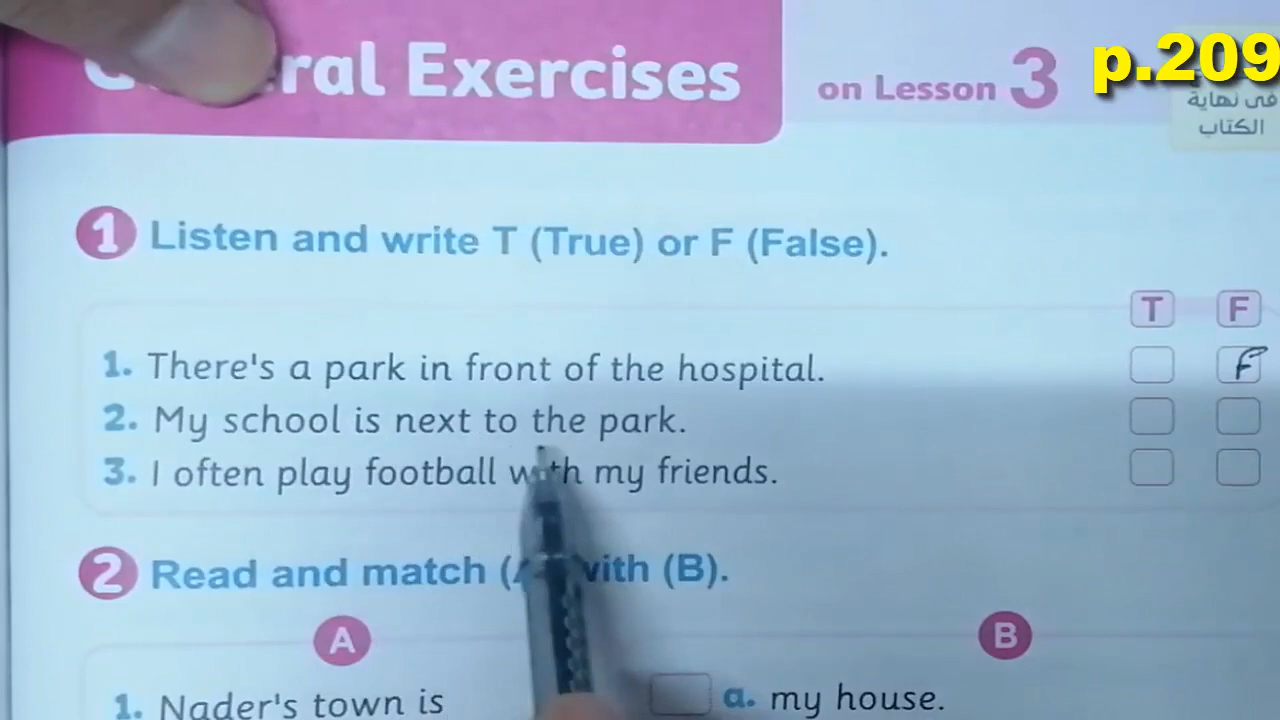 ral Exercises
on Lesson 3
p.209
فى نهاية
الكتاب
1 Listen and write T (True) or F (False).
T F
1. There's a park in front of the hospital.
F
2. My school is next to the park.
3. I often play football with my friends.
2 Read and match (A) with (B).
A
B
1. Nader's town is
a. my house.